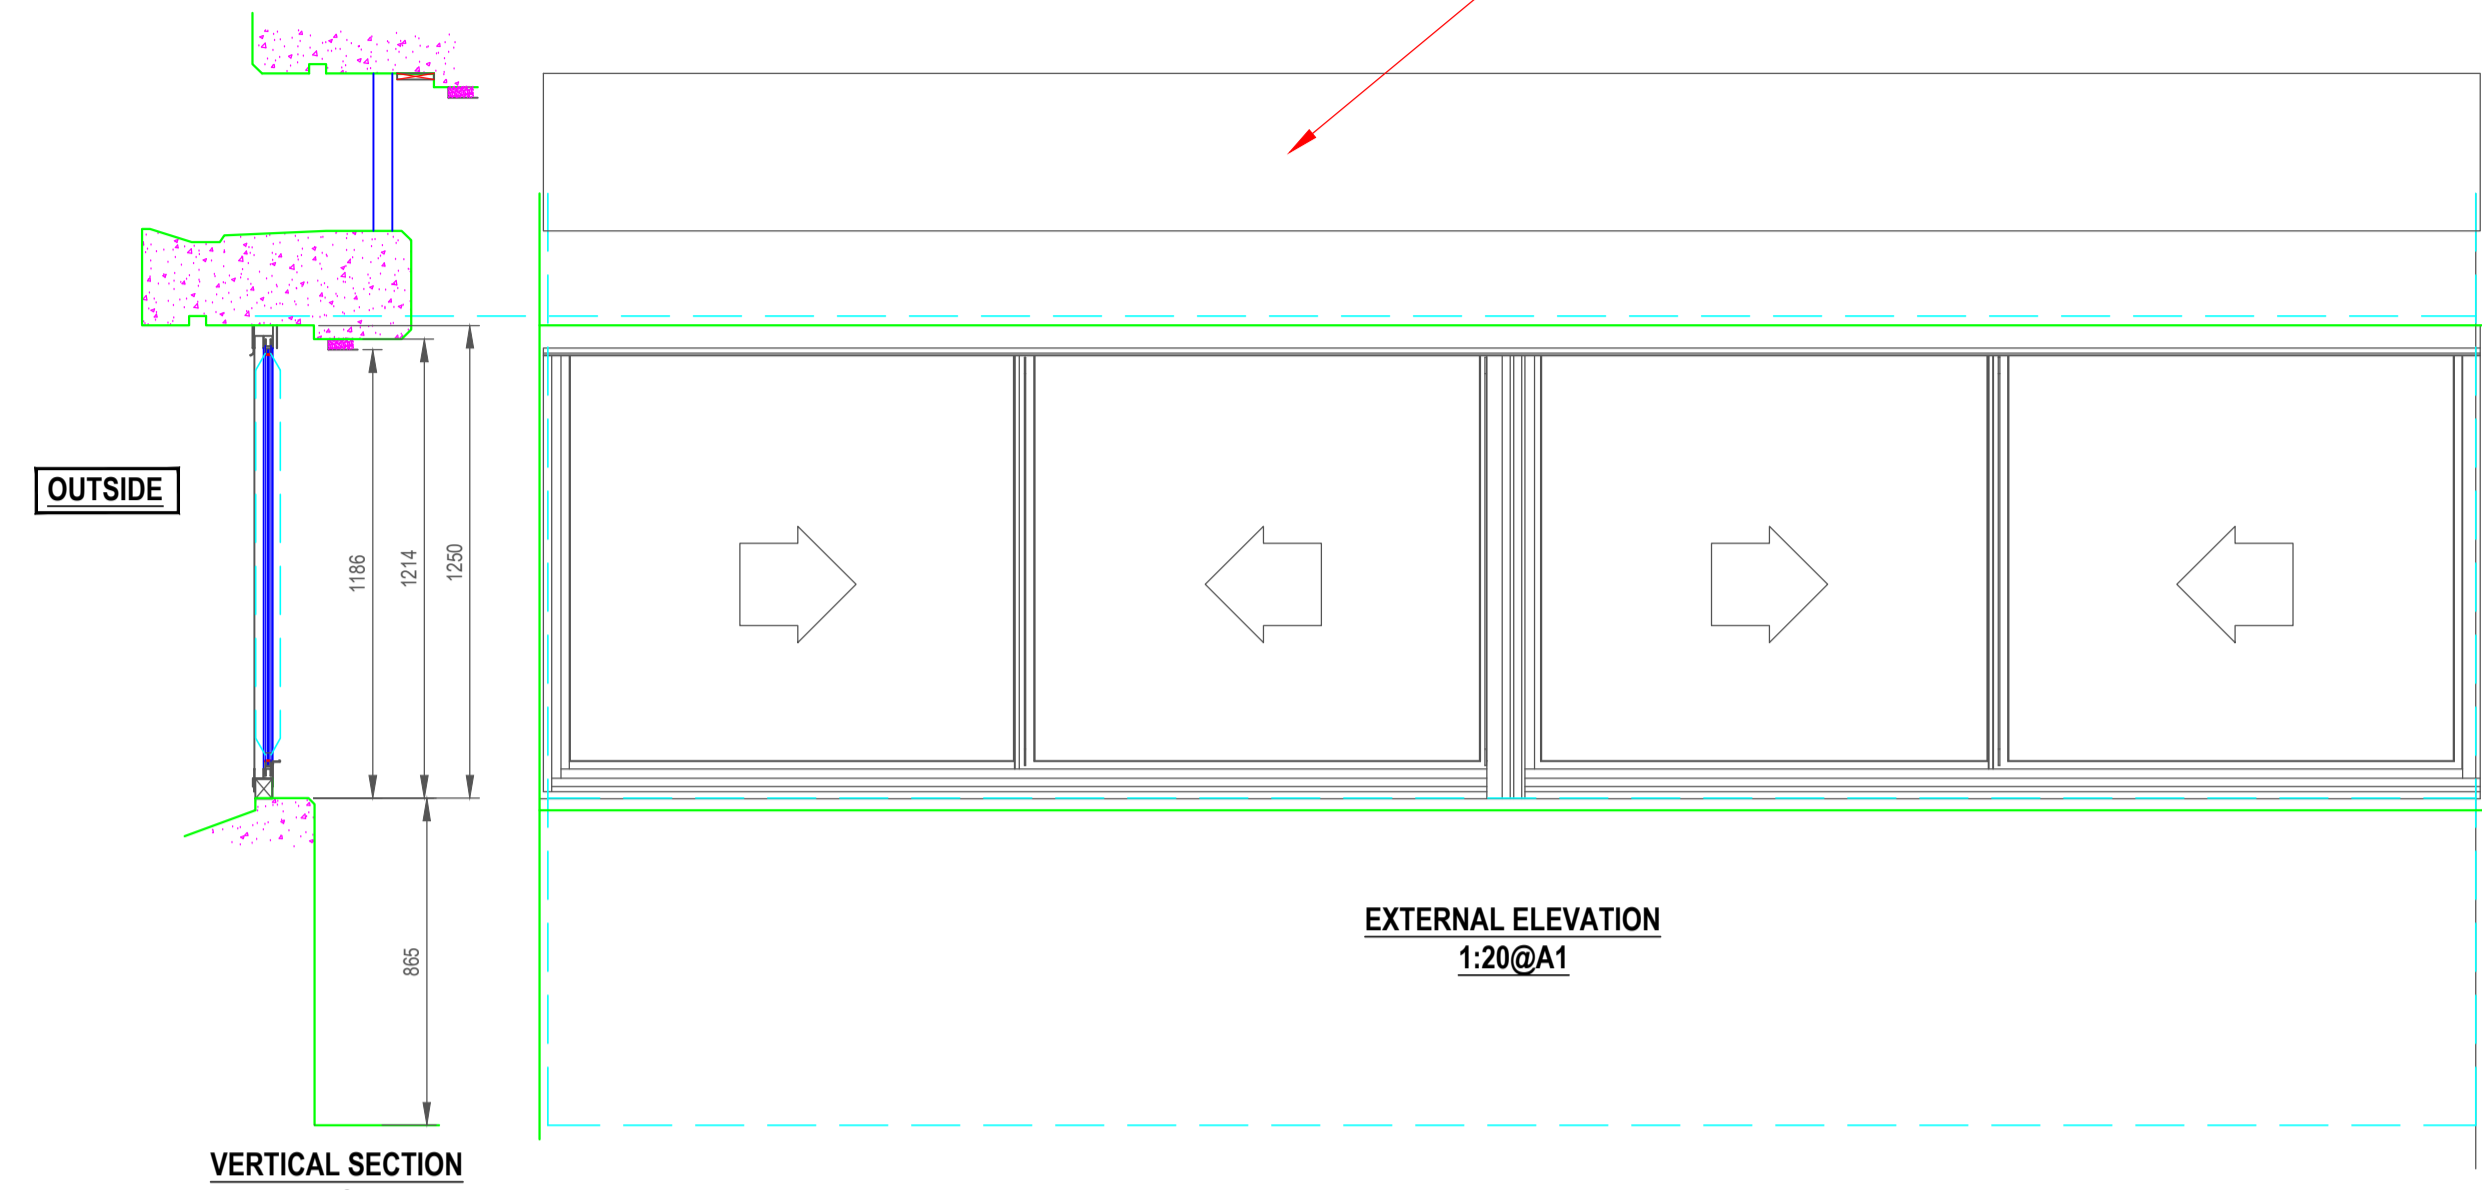 OUTSIDE
1186
1214
1250
865
EXTERNAL ELEVATION
1:20@A1
VERTICAL SECTION